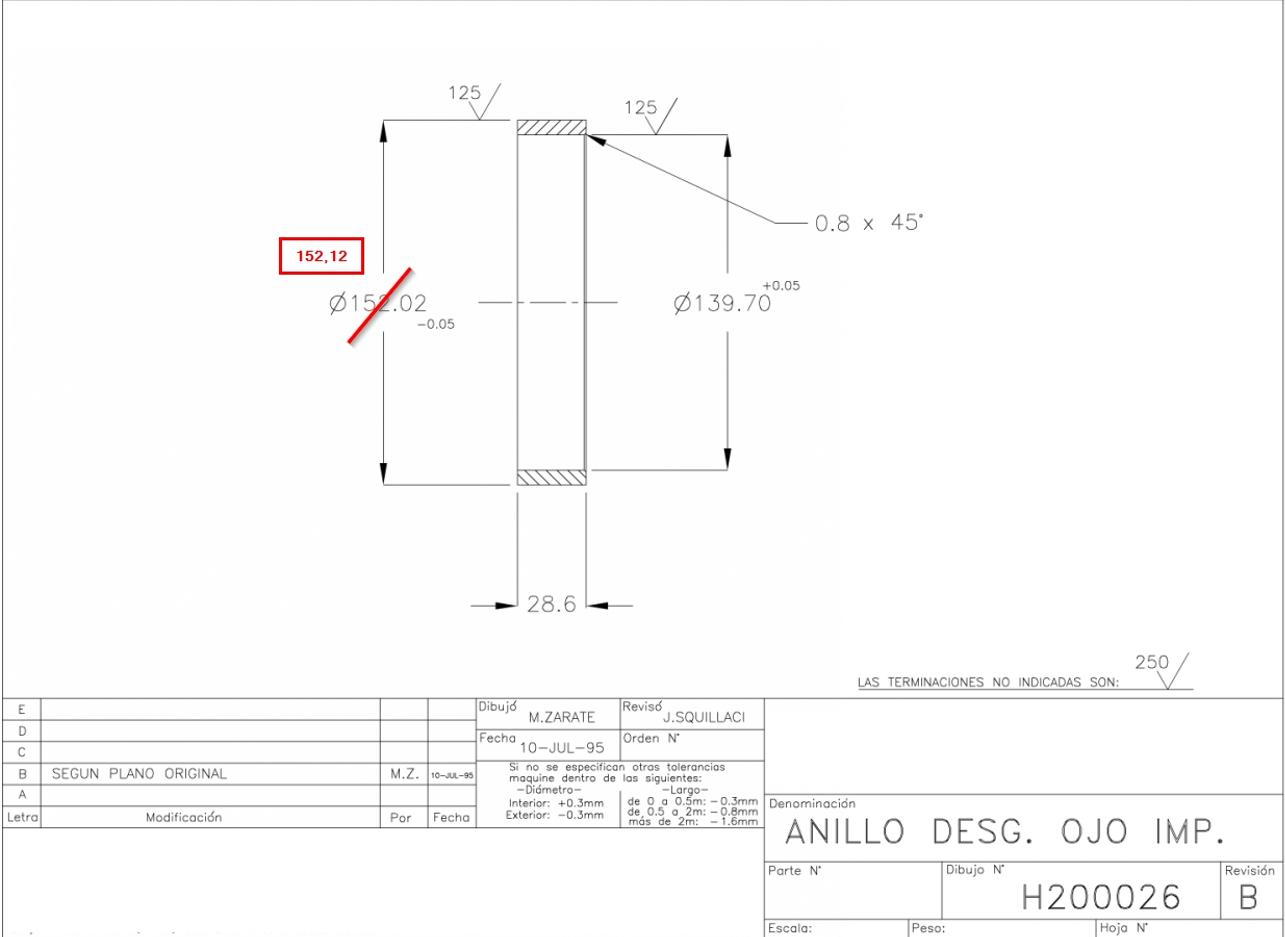 125
125
0.8 x 45°
152,12
Ø152.02
-0.05
+0.05
Ø139.70
28.6
250
LAS TERMINACIONES NO INDICADAS SON:
E
D
C
B SEGUN PLANO ORIGINAL M.Z. 10-JUL-95
A
Letra Modificación Por Fecha
Dibujó M.ZARATE
Revisó J.SQUILLACI
Fecha 10-JUL-95
Orden N°
Si no se especifican otras tolerancias
maquine dentro de las siguientes:
-Diámetro-
Interior: +0.3mm
Exterior: -0.3mm
-Largo-
de 0 a 0.5m: -0.3mm
de 0.5 a 2m: -0.8mm
más de 2m: -1.6mm
Denominación
ANILLO DESG. OJO IMP.
Parte N°
Dibujo N°
H200026
Revisión
B
Escala:
Peso:
Hoja N°